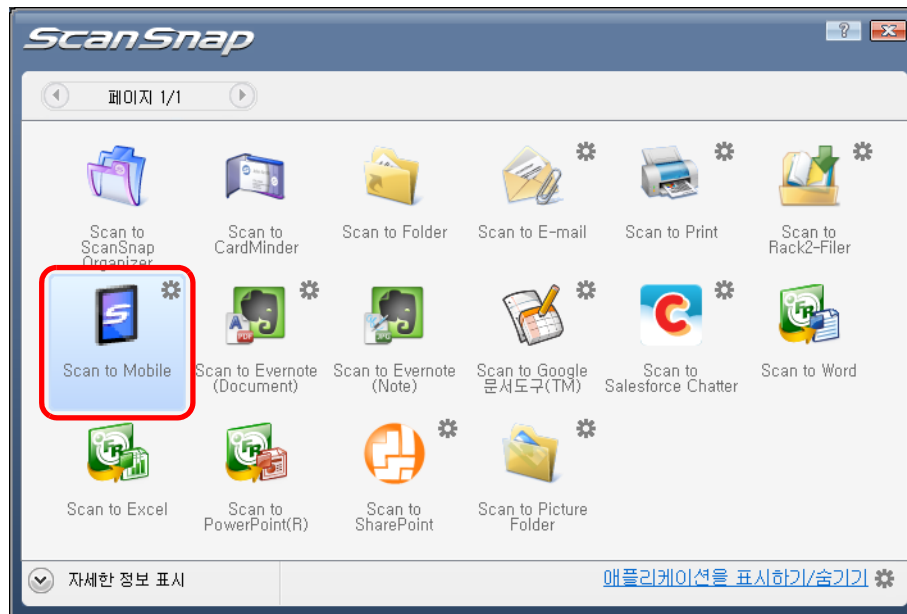 ScanSnap
페이지 1/1
Scan to
ScanSnap
Organizer
Scan to
CardMinder
Scan to Folder
Scan to E-mail
Scan to Print
Scan to
Rack2-Filer
Scan to Mobile
Scan to Evernote
(Document)
Scan to Evernote
(Note)
Scan to Google
문서도구(TM)
Scan to
Salesforce Chatter
Scan to Word
Scan to Excel
Scan to
PowerPoint(R)
Scan to
SharePoint
Scan to Picture
Folder
자세한 정보 표시
애플리케이션을 표시하기/숨기기